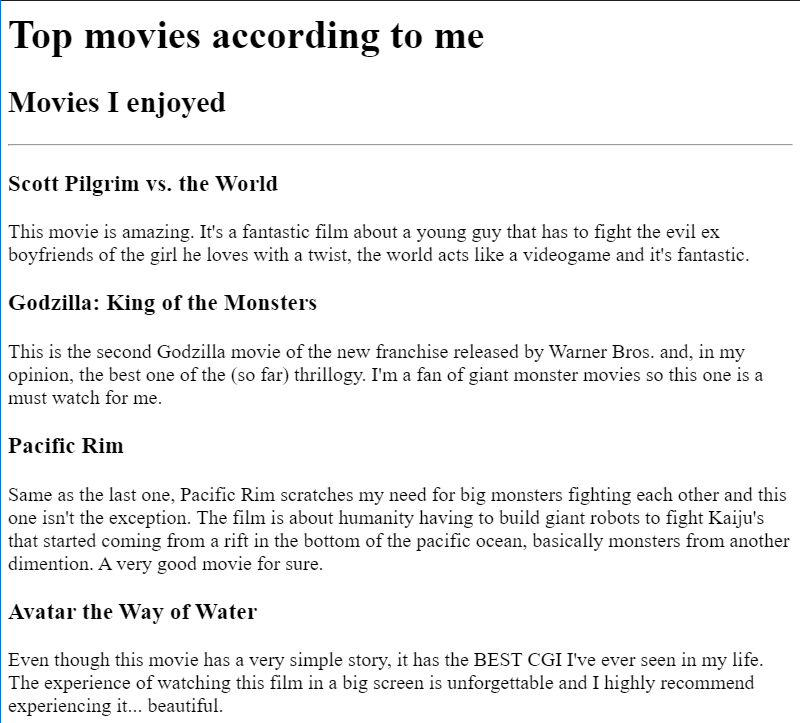 Top movies according to me
Movies I enjoyed
Scott Pilgrim vs. the World
This movie is amazing. It's a fantastic film about a young guy that has to fight the evil ex
boyfriends of the girl he loves with a twist, the world acts like a videogame and it's fantastic.
Godzilla: King of the Monsters
This is the second Godzilla movie of the new franchise released by Warner Bros. and, in my
opinion, the best one of the (so far) thrillogy. I'm a fan of giant monster movies so this one is a
must watch for me.
Pacific Rim
Same as the last one, Pacific Rim scratches my need for big monsters fighting each other and this
one isn't the exception. The film is about humanity having to build giant robots to fight Kaiju's
that started coming from a rift in the bottom of the pacific ocean, basically monsters from another
dimention. A very good movie for sure.
Avatar the Way of Water
Even though this movie has a very simple story, it has the BEST CGI I've ever seen in my life.
The experience of watching this film in a big screen is unforgettable and I highly recommend
experiencing it... beautiful.